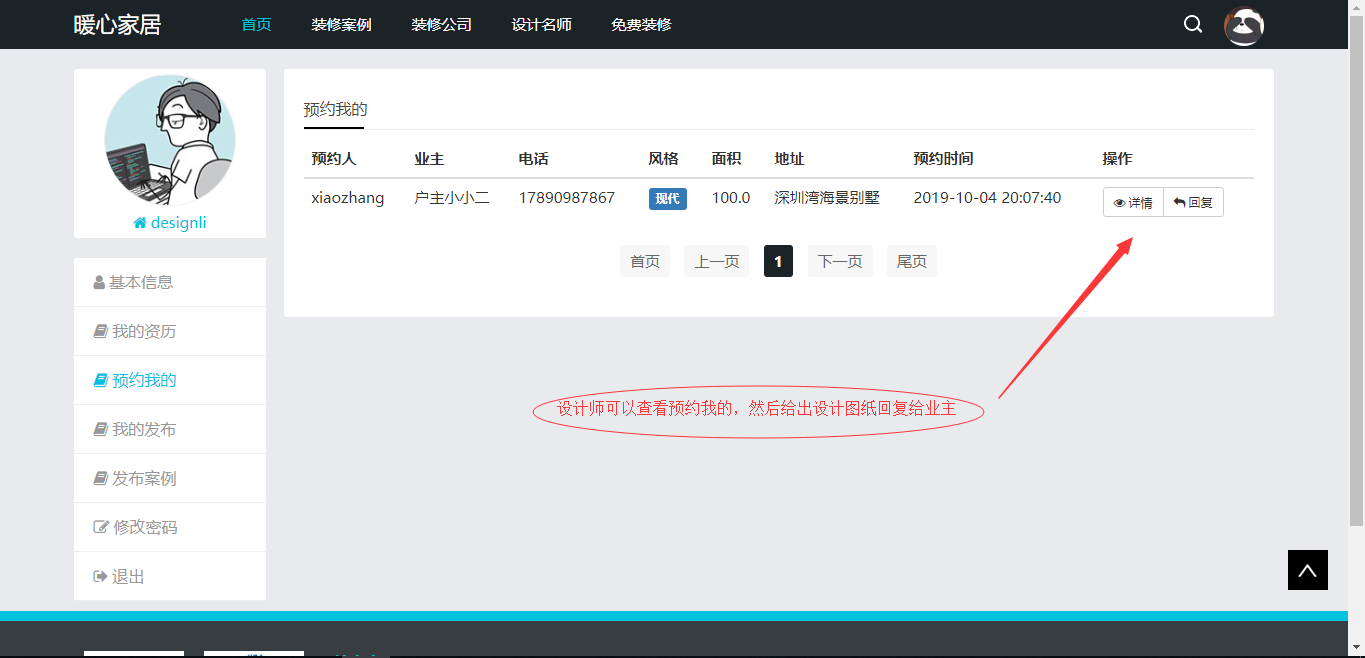 暖心家居 首页 装修案例 装修公司 设计名师 免费装修
designli
基本信息
我的资历
预约我的
我的发布
发布案例
修改密码
退出
预约我的
预约人 业主 电话 风格 面积 地址 预约时间 操作
xiaozhang 户主小小二 17890987867 现代 100.0 深圳湾海景别墅 2019-10-04 20:07:40 详情 回复
首页 上一页 1 下一页 尾页
设计师可以查看预约我的，然后给出设计图纸回复给业主